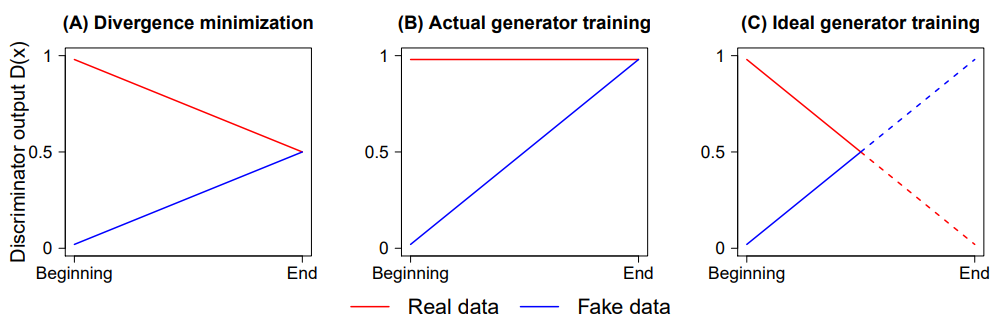 (A) Divergence minimization
Discriminator output D(x)
1
0.5
0
Beginning End
(B) Actual generator training
1
0.5
0
Beginning End
(C) Ideal generator training
1
0.5
0
Beginning End
Real data Fake data